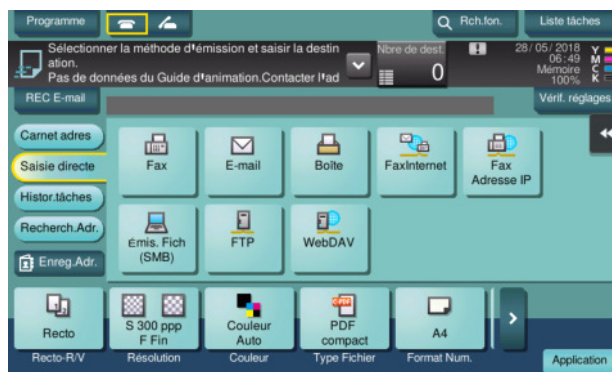 Programme
Rch.fon.
Liste tâches
Sélectionner la méthode d'émission et saisir la destin
ation.
Pas de données du Guide d'animation.Contacter l'ad
Nbre de dest.
0
28/05/2018
06:49
Mémoire
100%
Y
M
C
K
REC E-mail
Vérif. réglages
Carnet adres
Saisie directe
Histor.tâches
Recherch.Adr.
Enreg.Adr.
Fax
E-mail
Boîte
FaxInternet
Fax
Adresse IP
Émis. Fich
(SMB)
FTP
WebDAV
Recto
S 300 ppp
F Fin
Couleur
Auto
C-PDF
PDF
compact
A4
Recto-R/V
Résolution
Couleur
Type Fichier
Format Num.
Application